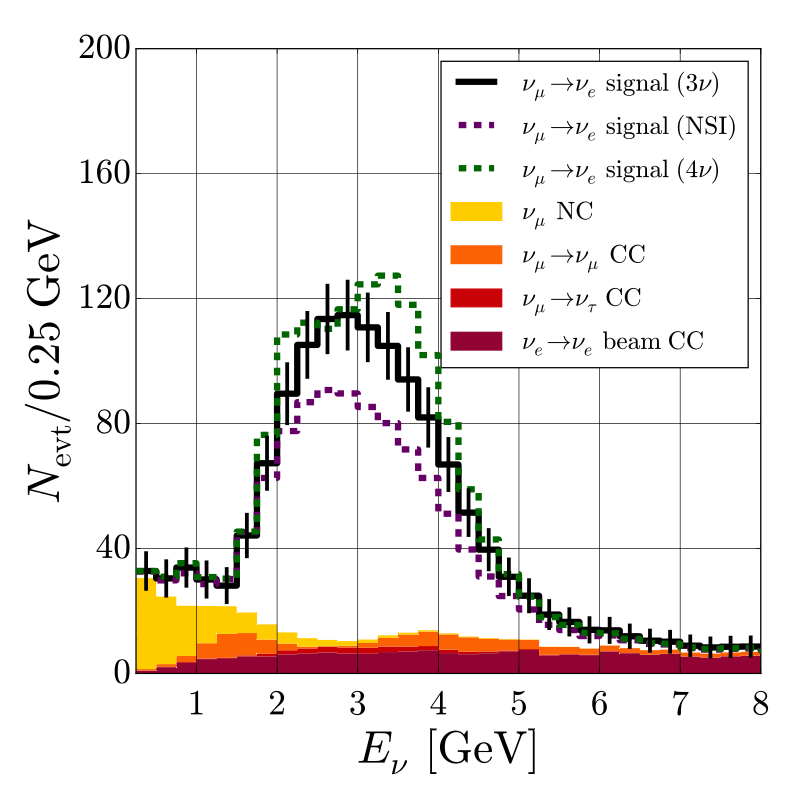 200
160
120
80
40
0
N_evt/0.25 GeV
ν_μ→ν_e signal (3ν)
ν_μ→ν_e signal (NSI)
ν_μ→ν_e signal (4ν)
ν_μ NC
ν_μ→ν_μ CC
ν_μ→ν_τ CC
ν_e→ν_e beam CC
1 2 3 4 5 6 7 8
E_ν [GeV]